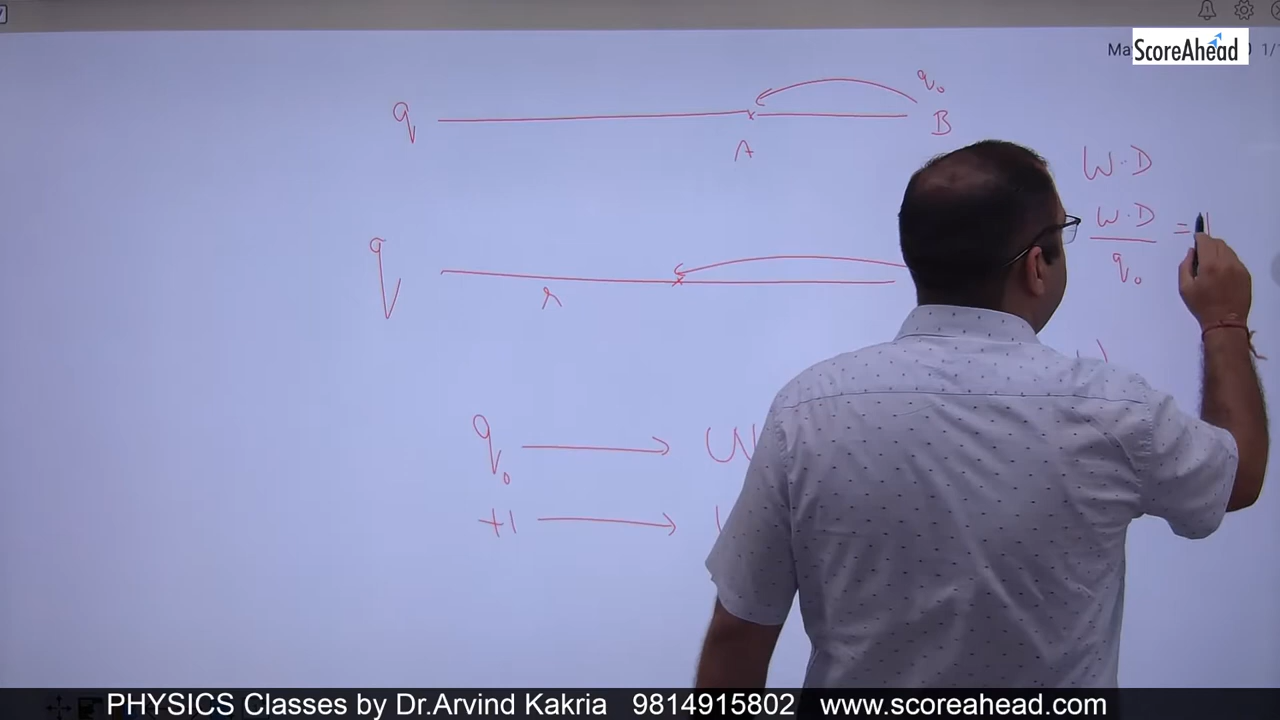 ScoreAhead
q₀
q
A
B
W.D
W.D
q₀
=
q
r
q₀ → W
+1 →
PHYSICS Classes by Dr.Arvind Kakria 9814915802 www.scoreahead.com